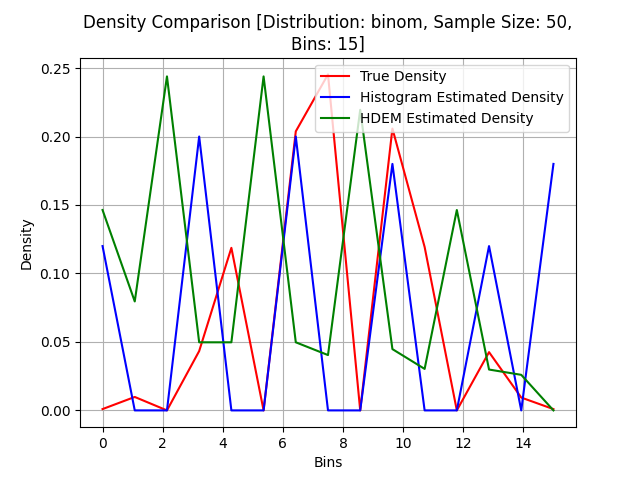 Density Comparison [Distribution: binom, Sample Size: 50,
Bins: 15]
True Density
Histogram Estimated Density
HDEM Estimated Density
Density
0.25
0.20
0.15
0.10
0.05
0.00
0 2 4 6 8 10 12 14
Bins